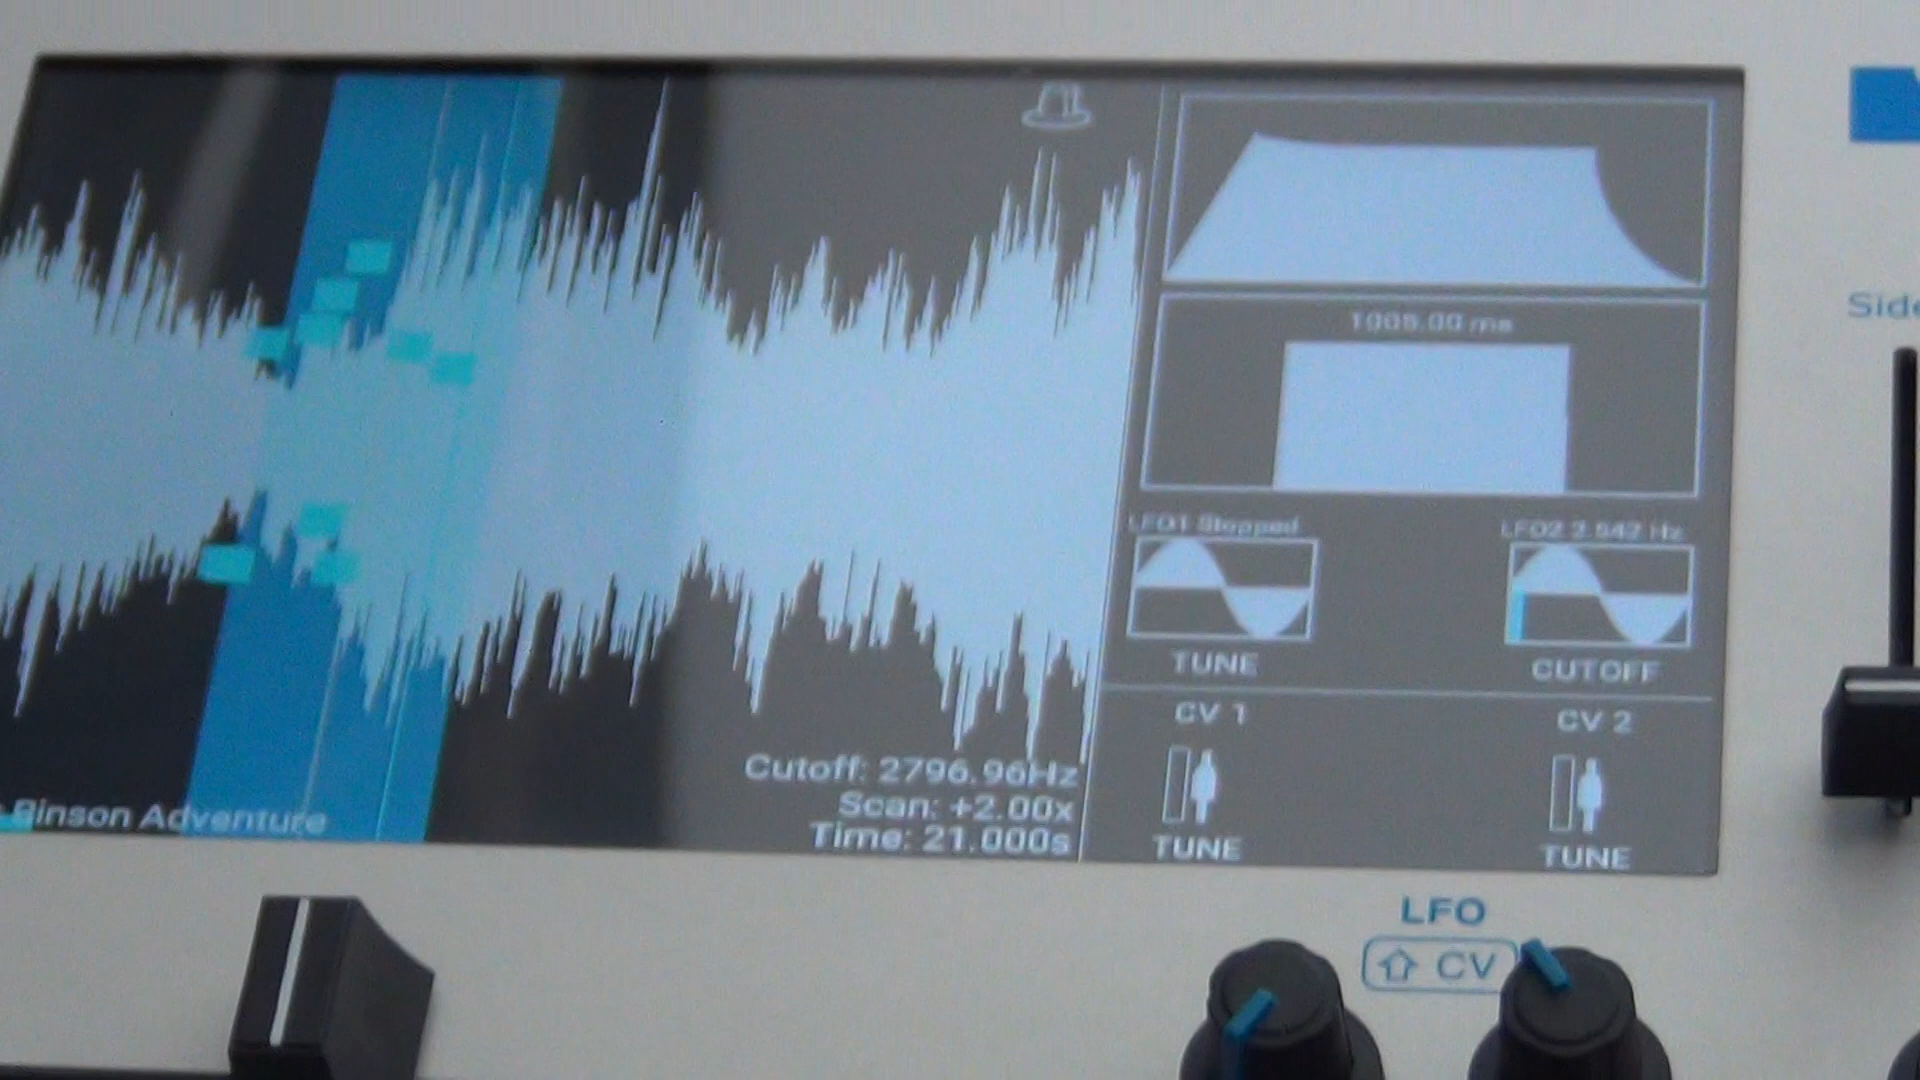 1005.00 ms
LFO1 Stopped
LFO2 2.542 Hz
TUNE
CUTOFF
CV 1
CV 2
TUNE
TUNE
Cutoff: 2796.96Hz
Scan: +2.00x
Time: 21.000s
Binson Adventure
Side
LFO
CV